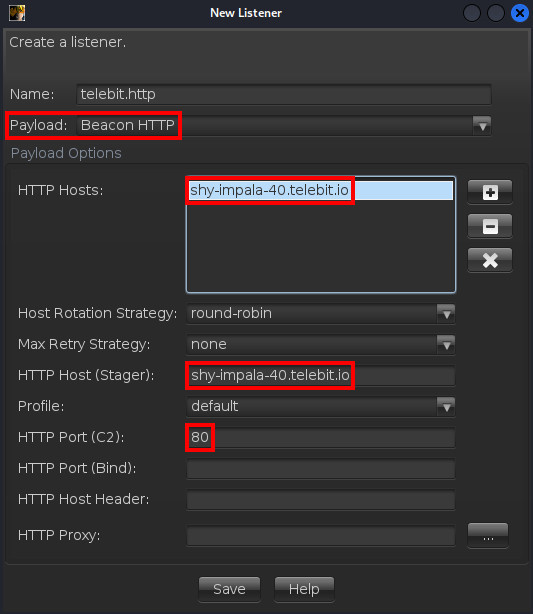 New Listener
Create a listener.
Name: telebit.http
Payload: Beacon HTTP
Payload Options
HTTP Hosts: shy-impala-40.telebit.io
Host Rotation Strategy: round-robin
Max Retry Strategy: none
HTTP Host (Stager): shy-impala-40.telebit.io
Profile: default
HTTP Port (C2): 80
HTTP Port (Bind):
HTTP Host Header:
HTTP Proxy: ...
Save Help